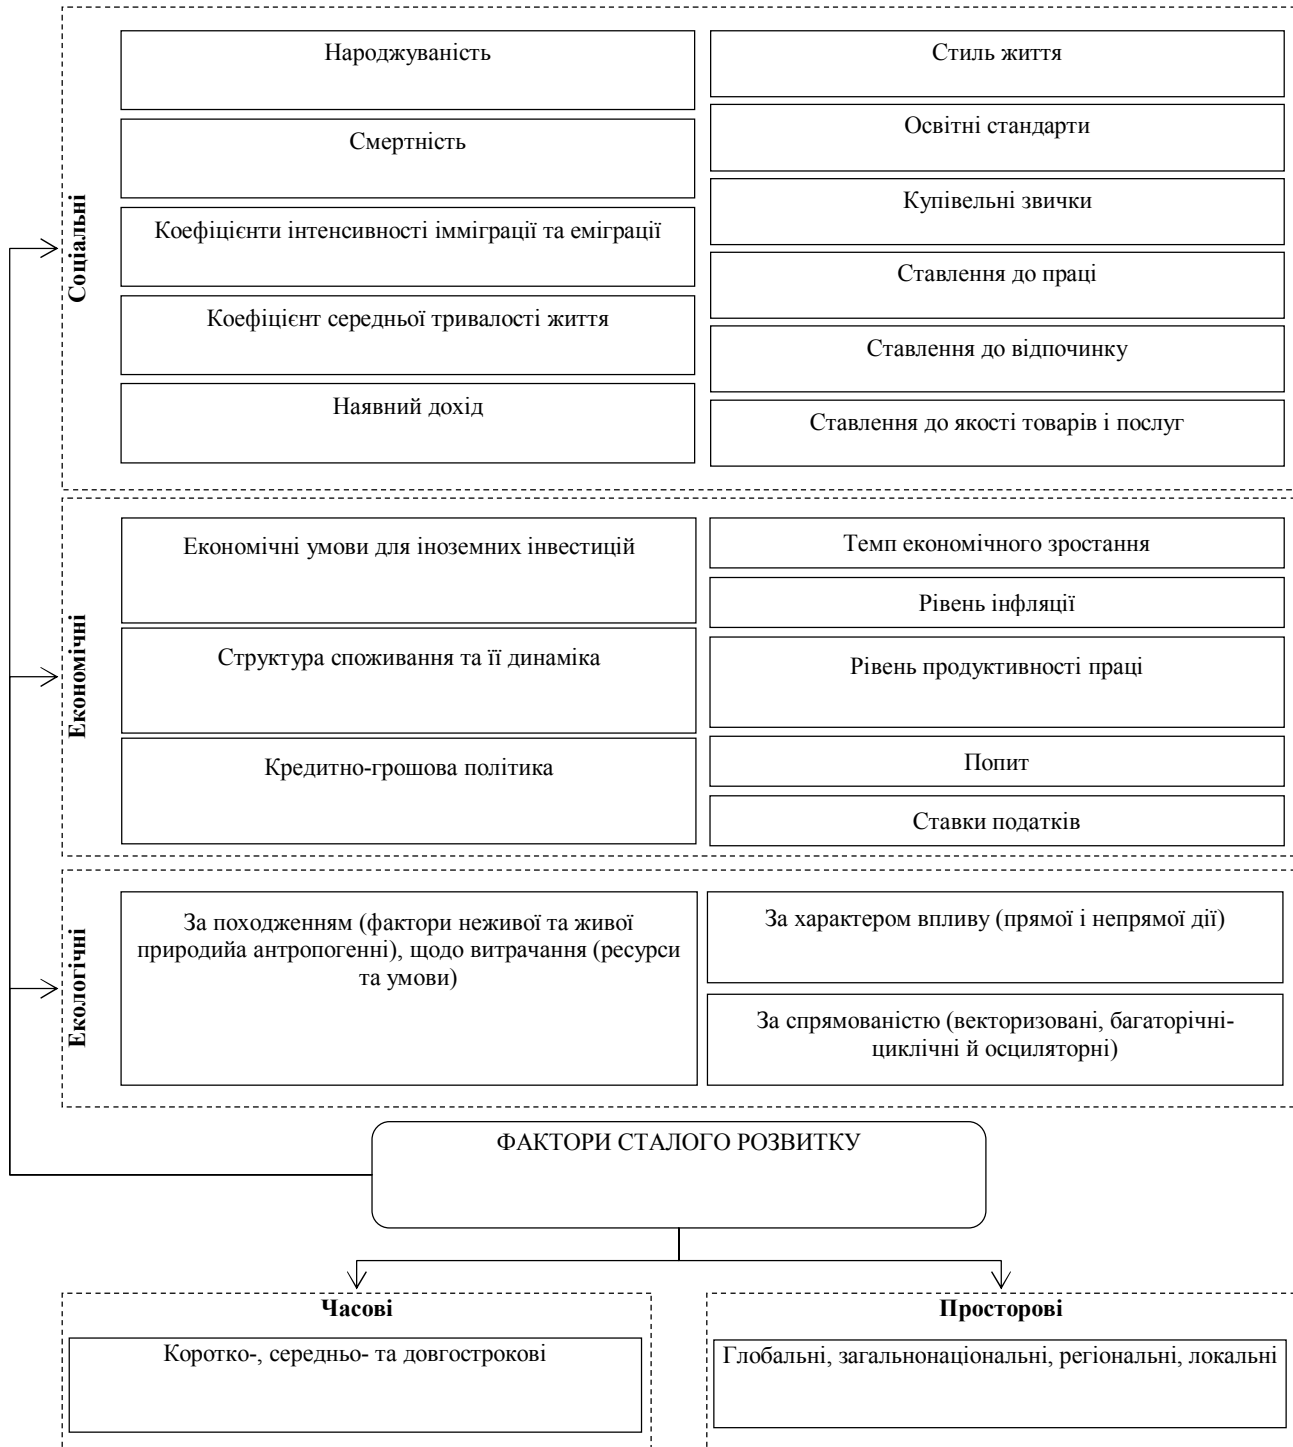 Соціальні
Народжуваність
Смертність
Коефіцієнти інтенсивності імміграції та еміграції
Коефіцієнт середньої тривалості життя
Наявний дохід
Стиль життя
Освітні стандарти
Купівельні звички
Ставлення до праці
Ставлення до відпочинку
Ставлення до якості товарів і послуг
Економічні
Економічні умови для іноземних інвестицій
Структура споживання та її динаміка
Кредитно-грошова політика
Темп економічного зростання
Рівень інфляції
Рівень продуктивності праці
Попит
Ставки податків
Екологічні
За походженням (фактори неживої та живої
природийа антропогенні), щодо витрачання (ресурси
та умови)
За характером впливу (прямої і непрямої дії)
За спрямованістю (векторизовані, багаторічні-
циклічні й осциляторні)
ФАКТОРИ СТАЛОГО РОЗВИТКУ
Часові
Коротко-, середньо- та довгострокові
Просторові
Глобальні, загальнонаціональні, регіональні, локальні